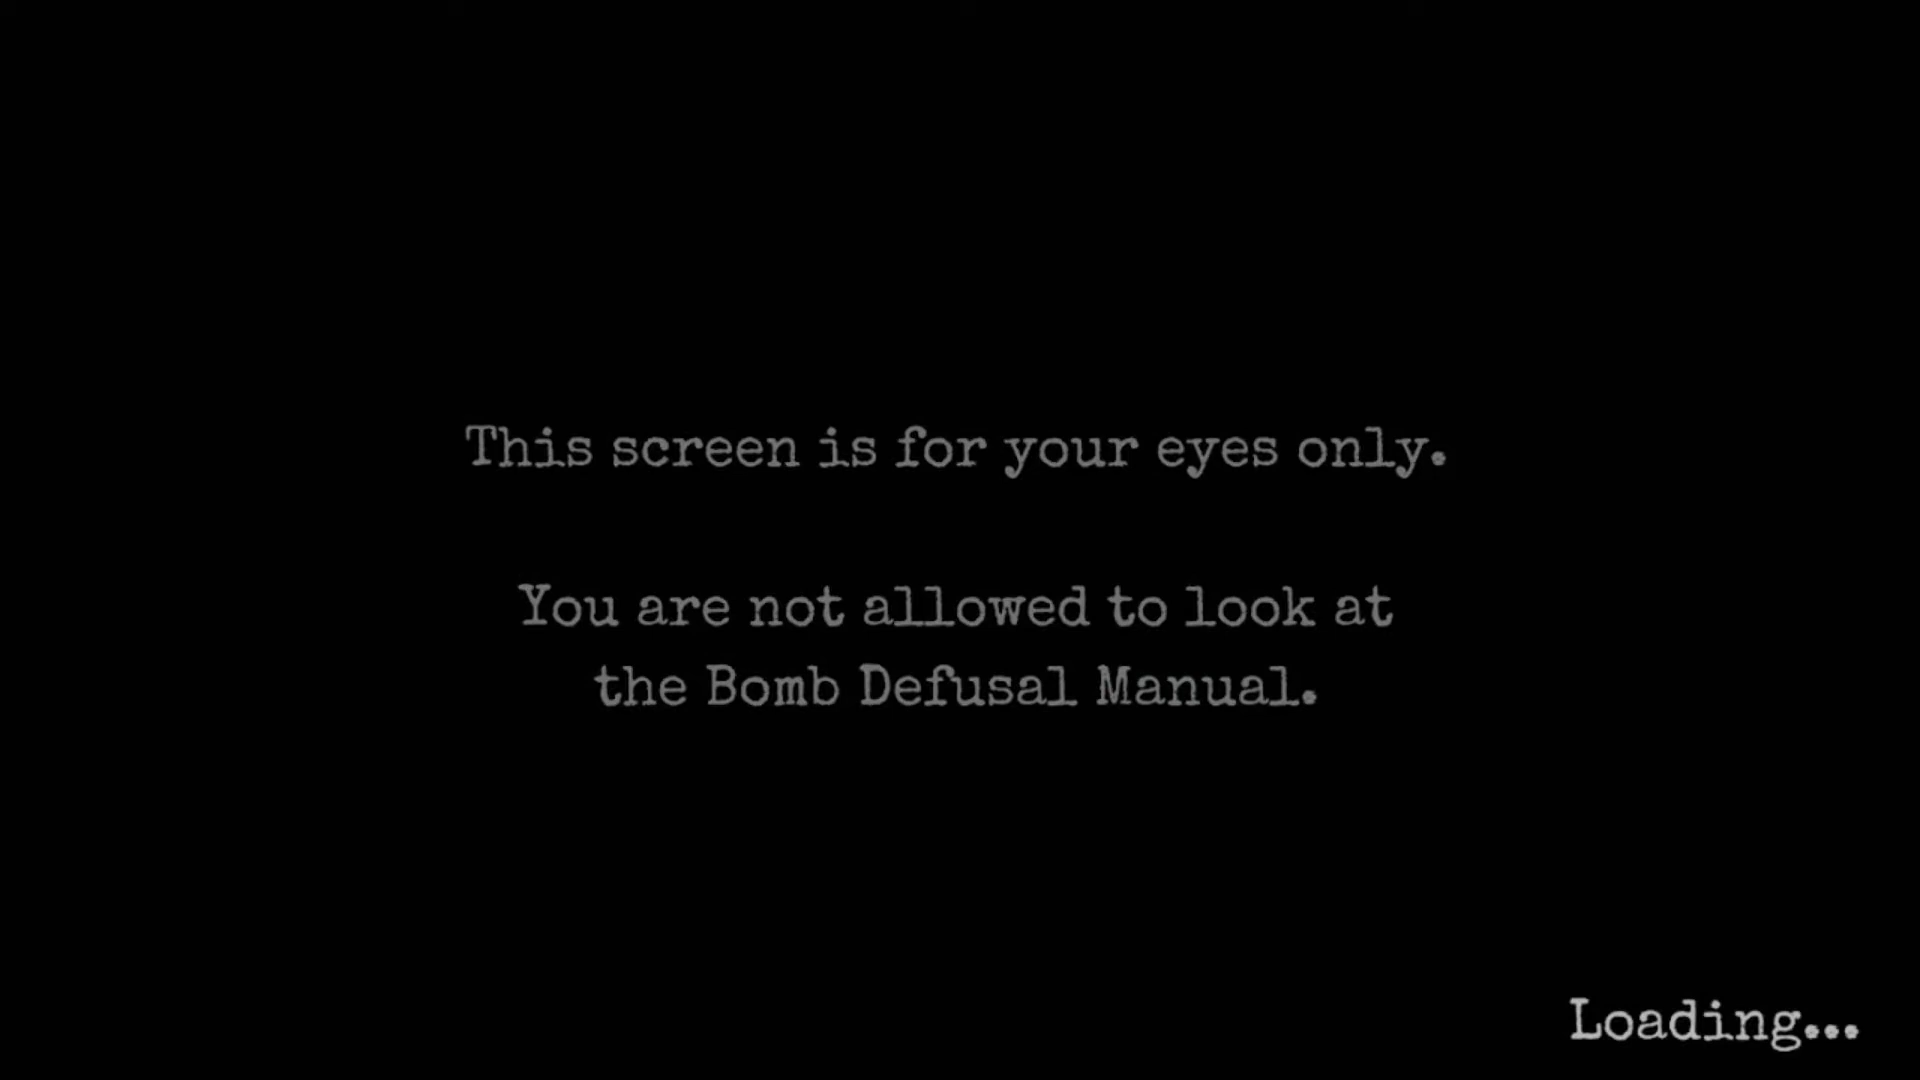 This screen is for your eyes only.
You are not allowed to look at
the Bomb Defusal Manual.
Loading...